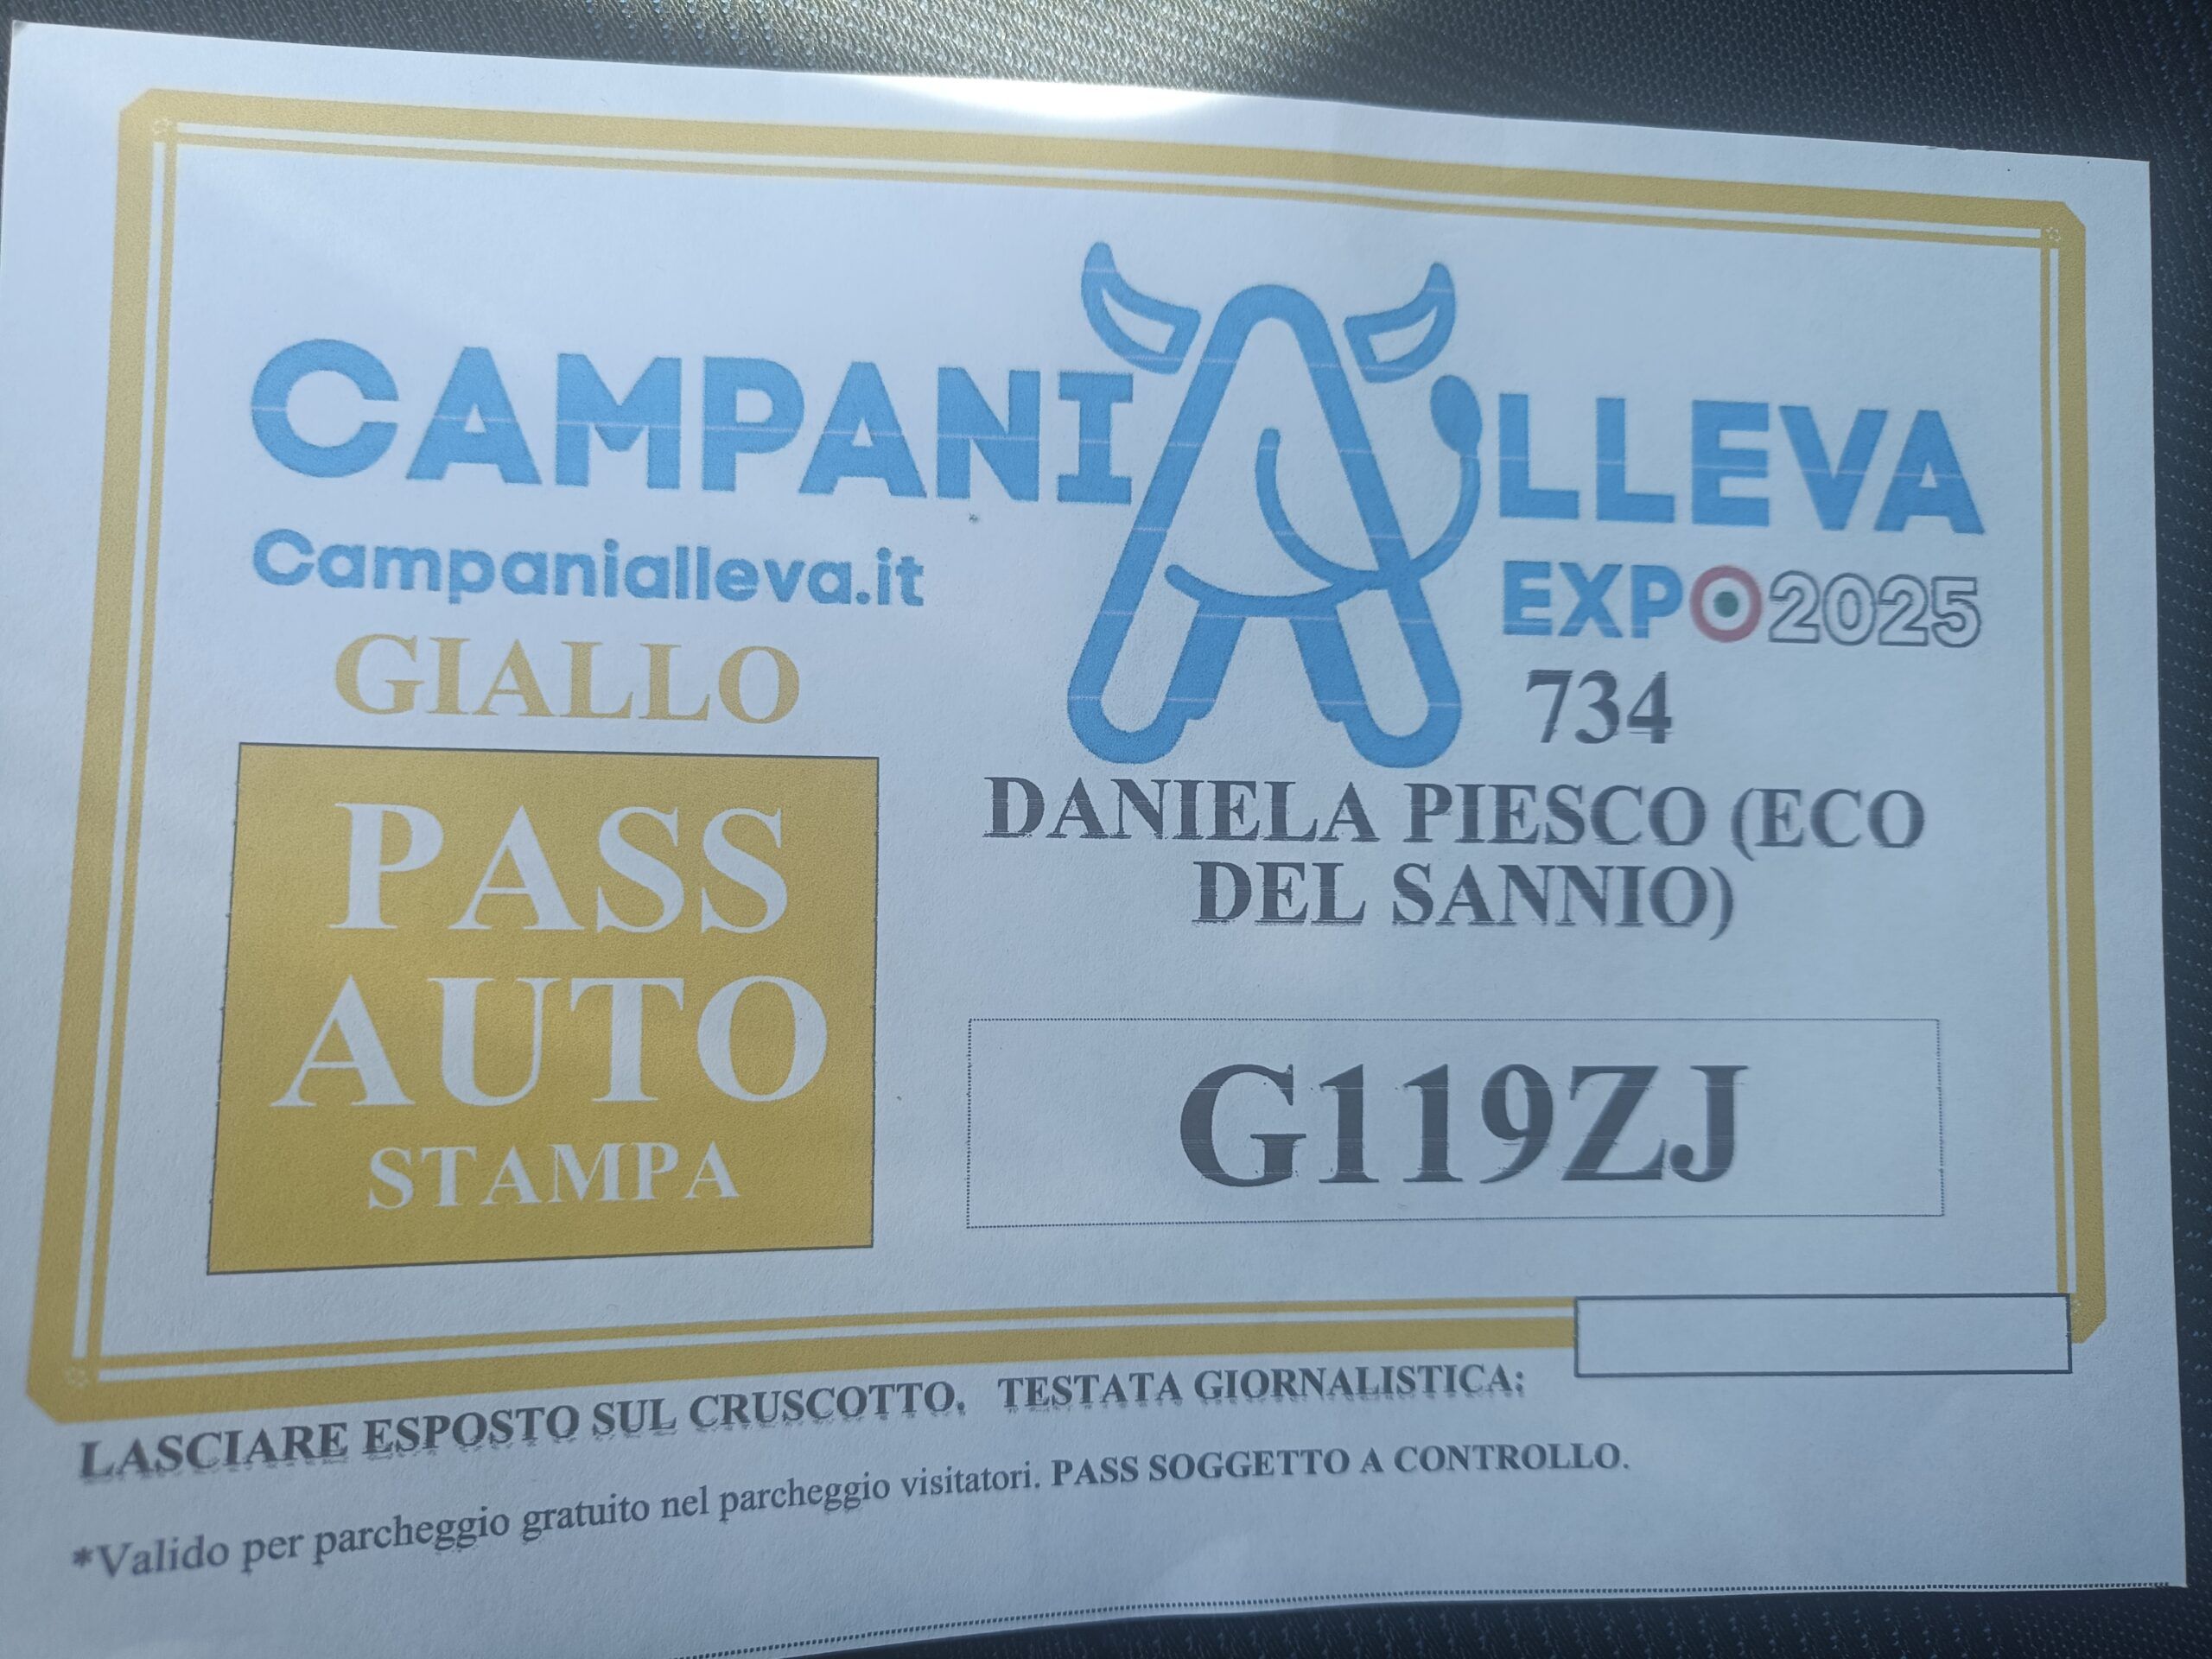 CAMPANIALLEVA
Campanialleva.it
EXPO2025
GIALLO
734
PASS
AUTO
STAMPA
DANIELA PIESCO (ECO
DEL SANNIO)
G119ZJ
LASCIARE ESPOSTO SUL CRUSCOTTO. TESTATA GIORNALISTICA:
*Valido per parcheggio gratuito nel parcheggio visitatori. PASS SOGGETTO A CONTROLLO.